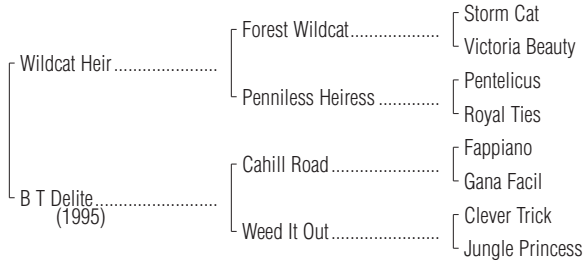 Storm Cat
Forest Wildcat
Victoria Beauty
Wildcat Heir
Pentelicus
Penniless Heiress
Royal Ties
Fappiano
Cahill Road
Gana Facil
B T Delite
(1995)
Clever Trick
Weed It Out
Jungle Princess